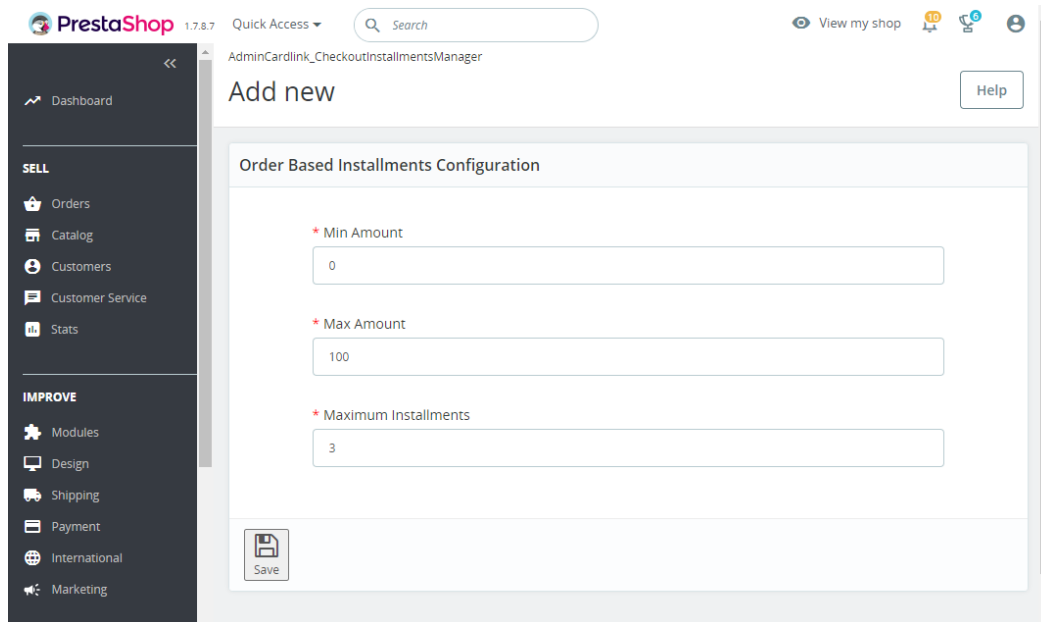 PrestaShop 1.7.8.7 Quick Access Search View my shop 10 6
AdminCardlink_CheckoutInstallmentsManager
Add new
Help
Dashboard
SELL
Orders
Catalog
Customers
Customer Service
Stats
IMPROVE
Modules
Design
Shipping
Payment
International
Marketing
Order Based Installments Configuration
* Min Amount
0
* Max Amount
100
* Maximum Installments
3
Save